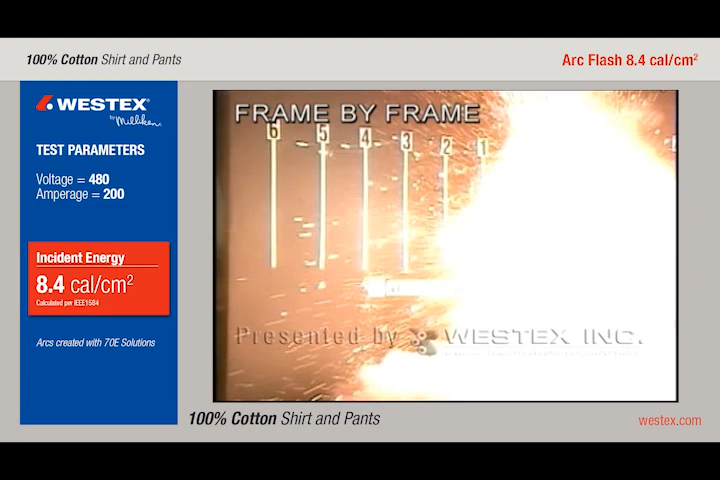 100% Cotton Shirt and Pants
Arc Flash 8.4 cal/cm²
WESTEX®
by Milliken.
TEST PARAMETERS
Voltage = 480
Amperage = 200
Incident Energy
8.4 cal/cm²
Calculated per IEEE1584
Arcs created with 70E Solutions
FRAME BY FRAME
6 5 4 3 2 1
Presented by WESTEX INC.
100% Cotton Shirt and Pants
westex.com